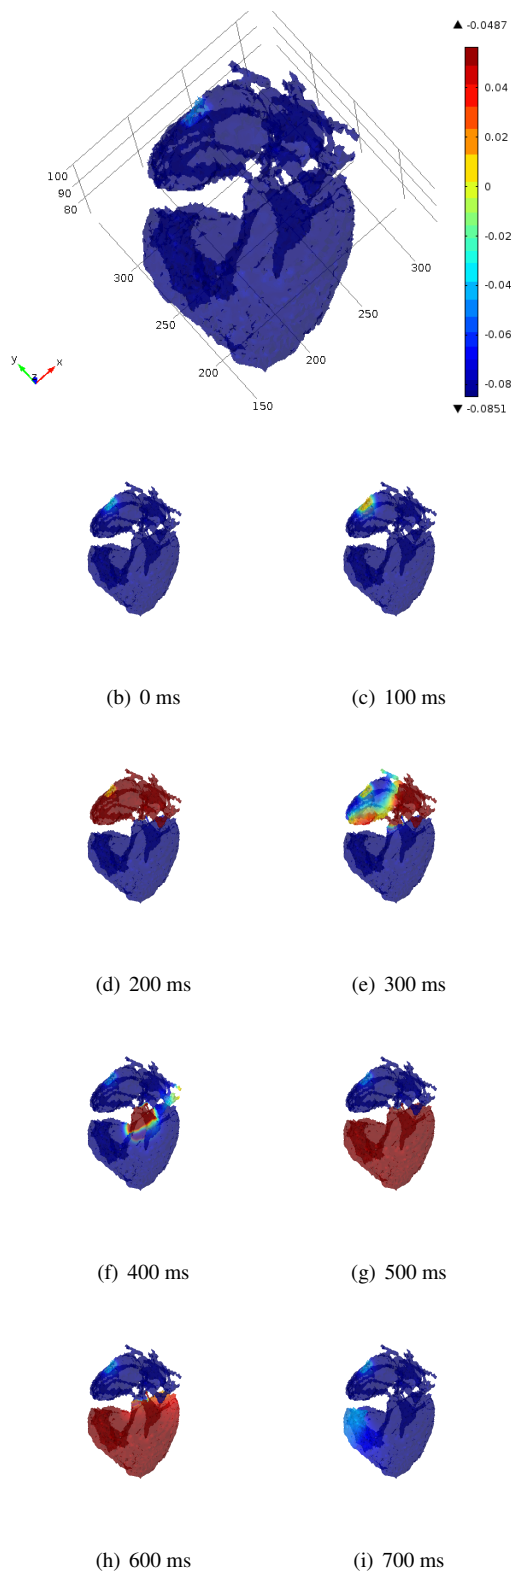 ▲ -0.0487
0.04
0.02
0
-0.02
-0.04
-0.06
-0.08
▼ -0.0851
100
90
80
300
250
200
150
200
250
300
y
z
x
(b) 0 ms
(c) 100 ms
(d) 200 ms
(e) 300 ms
(f) 400 ms
(g) 500 ms
(h) 600 ms
(i) 700 ms